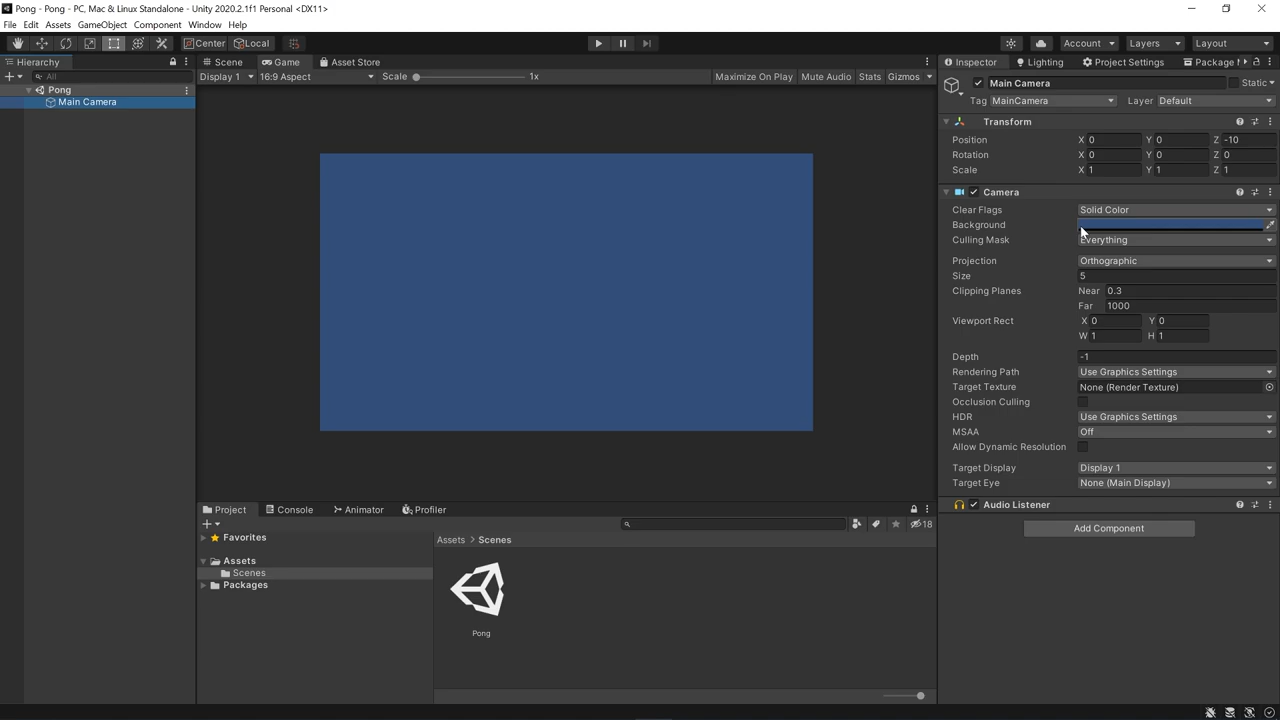 Pong - Pong - PC, Mac & Linux Standalone - Unity 2020.2.1f1 Personal <DX11>
File Edit Assets GameObject Component Window Help
Center Local Account Layers Layout
Hierarchy
All
Pong
Main Camera
Scene Game Asset Store
Display 1 16:9 Aspect Scale 1x Maximize On Play Mute Audio Stats Gizmos
Project Console Animator Profiler
18
Favorites
Assets
Scenes
Packages
Assets > Scenes
Pong
Inspector Lighting Project Settings Package
Main Camera Static
Tag MainCamera Layer Default
Transform
Position X 0 Y 0 Z -10
Rotation X 0 Y 0 Z 0
Scale X 1 Y 1 Z 1
Camera
Clear Flags Solid Color
Background
Culling Mask Everything
Projection Orthographic
Size 5
Clipping Planes Near 0.3
Far 1000
Viewport Rect X 0 Y 0
W 1 H 1
Depth -1
Rendering Path Use Graphics Settings
Target Texture None (Render Texture)
Occlusion Culling
HDR Use Graphics Settings
MSAA Off
Allow Dynamic Resolution
Target Display Display 1
Target Eye None (Main Display)
Audio Listener
Add Component